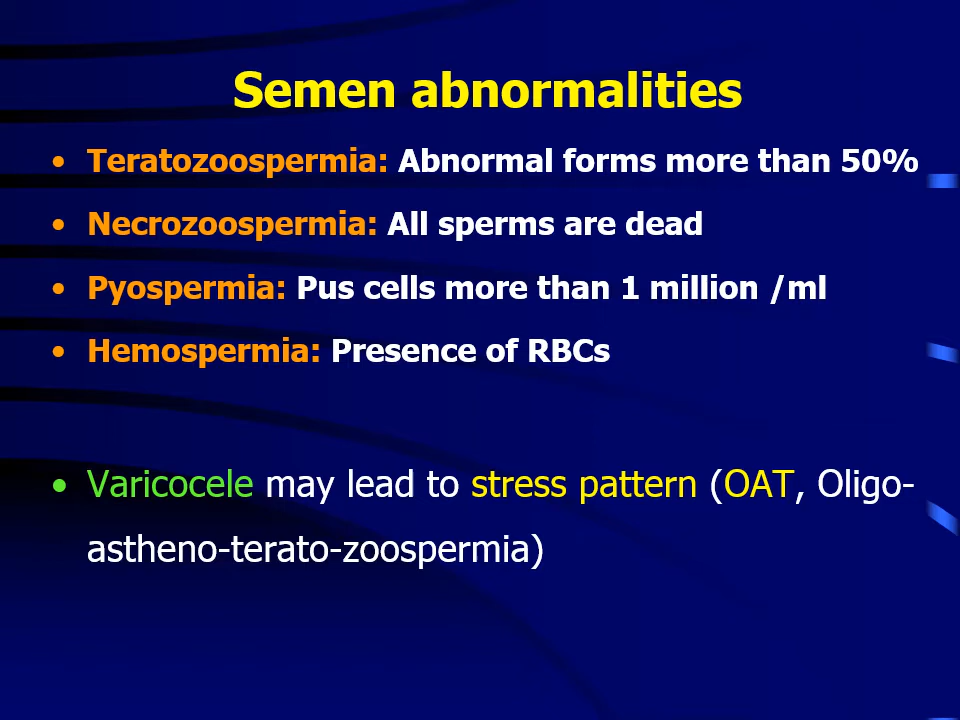 Semen abnormalities
• Teratozoospermia: Abnormal forms more than 50%
• Necrozoospermia: All sperms are dead
• Pyospermia: Pus cells more than 1 million /ml
• Hemospermia: Presence of RBCs
• Varicocele may lead to stress pattern (OAT, Oligo-
astheno-terato-zoospermia)